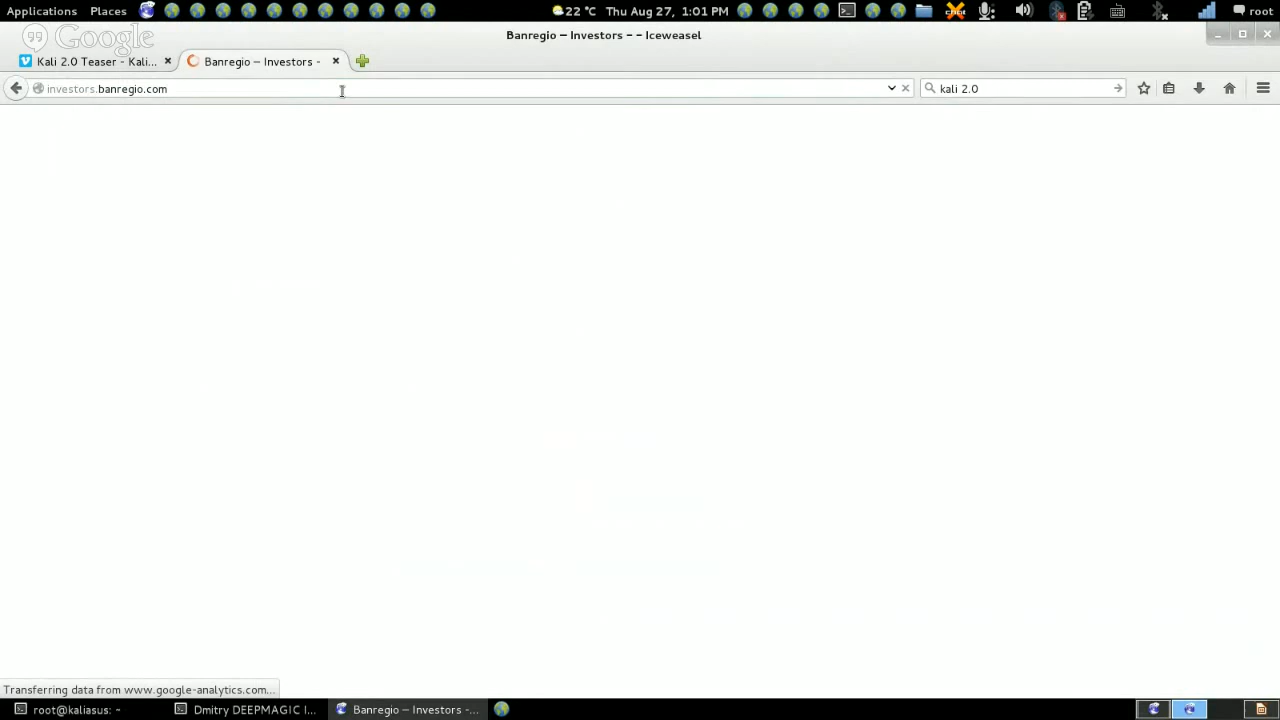 Applications Places 22 °C Thu Aug 27, 1:01 PM root
Google
Banregio — Investors – – Iceweasel
Kali 2.0 Teaser - Kali... Banregio — Investors -
investors.banregio.com kali 2.0
Transferring data from www.google-analytics.com...
root@kaliasus: ~ Dmitry DEEPMAGIC I... Banregio — Investors -...